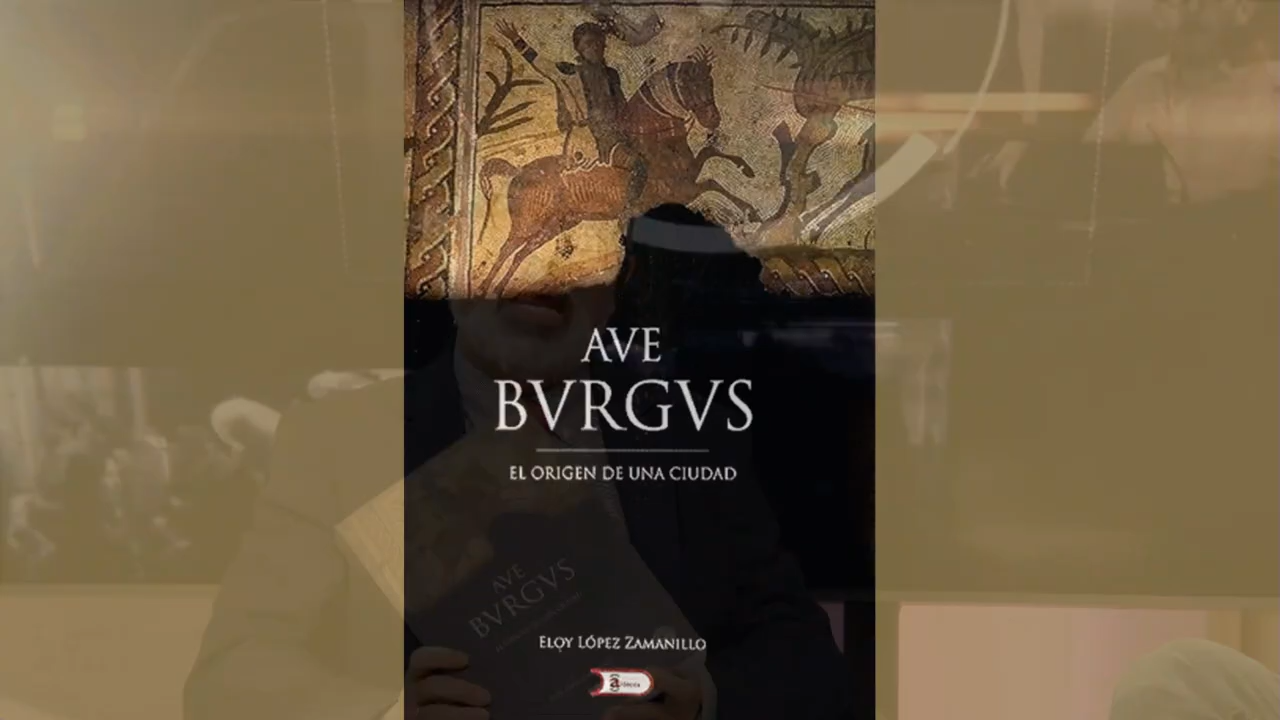 AVE
BVRGVS
EL ORIGEN DE UNA CIUDAD
AVE
BVRGVS
ELOY LÓPEZ ZAMANILLO